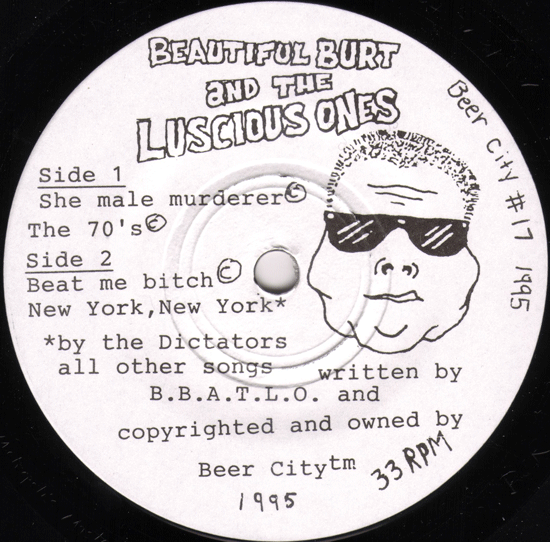 BEAUTIFUL BURT
AND THE
LUSCIOUS ONES
Beer City #17 1995
Side 1
She male murderer©
The 70's©
Side 2
Beat me bitch©
New York,New York*
*by the Dictators
all other songs written by
B.B.A.T.L.O. and
copyrighted and owned by
Beer Citytm
33 RPM
1995